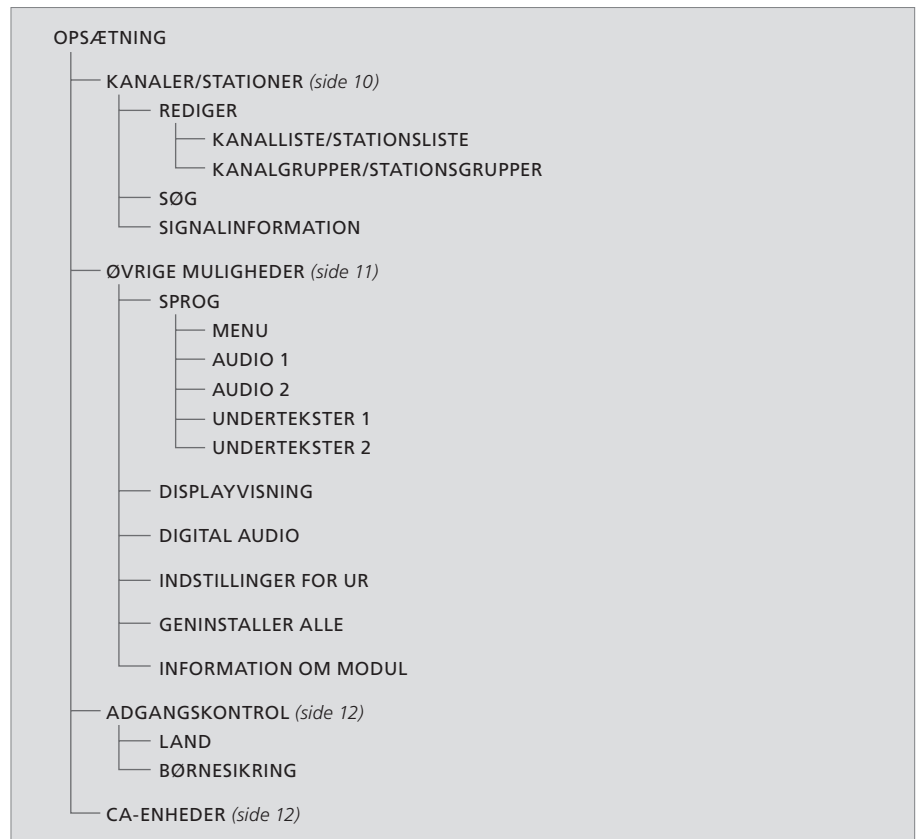 OPSÆTNING
KANALER/STATIONER (side 10)
REDIGER
KANALLISTE/STATIONSLISTE
KANALGRUPPER/STATIONSGRUPPER
SØG
SIGNALINFORMATION
ØVRIGE MULIGHEDER (side 11)
SPROG
MENU
AUDIO 1
AUDIO 2
UNDERTEKSTER 1
UNDERTEKSTER 2
DISPLAYVISNING
DIGITAL AUDIO
INDSTILLINGER FOR UR
GENINSTALLER ALLE
INFORMATION OM MODUL
ADGANGSKONTROL (side 12)
LAND
BØRNESIKRING
CA-ENHEDER (side 12)